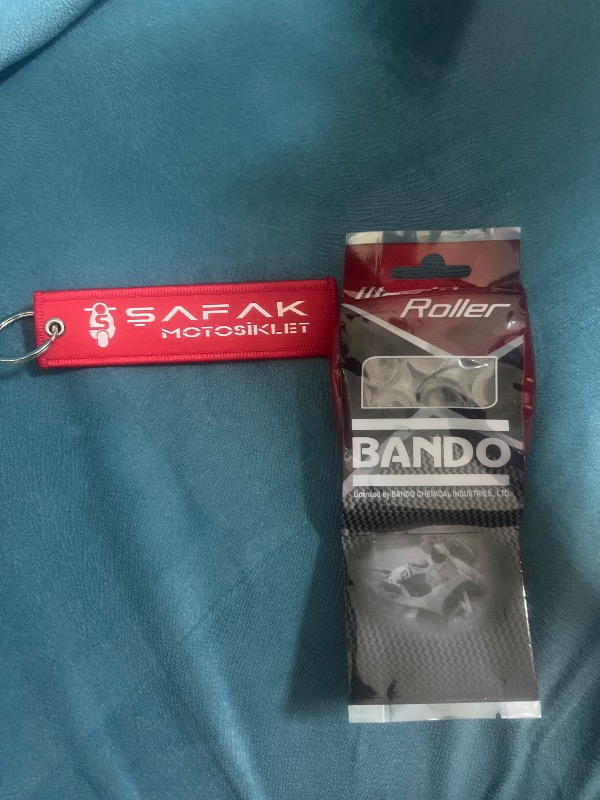 ŞAFAK
MOTOSİKLET
Roller
BANDO
Licenced by BANDO CHEMICAL INDUSTRIES., LTD.